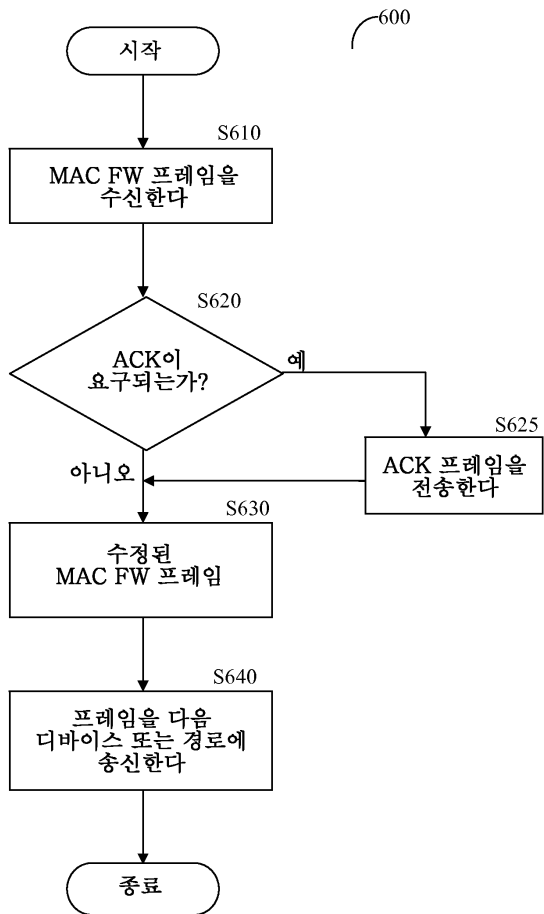 600
시작
S610
MAC FW 프레임을
수신한다
S620
ACK이
요구되는가?
예
S625
ACK 프레임을
전송한다
아니오
S630
수정된
MAC FW 프레임
S640
프레임을 다음
디바이스 또는 경로에
송신한다
종료